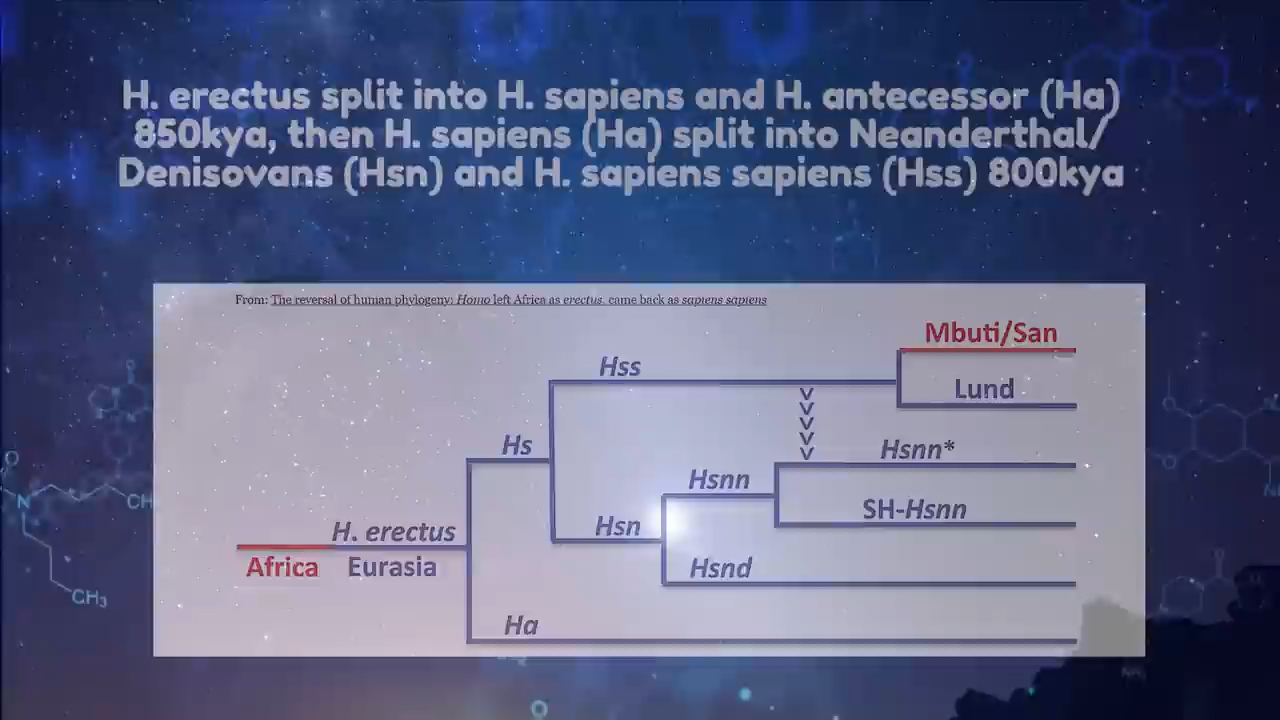 H. erectus split into H. sapiens and H. antecessor (Ha)
850kya, then H. sapiens (Ha) split into Neanderthal/
Denisovans (Hsn) and H. sapiens sapiens (Hss) 800kya
From: The reversal of human phylogeny: Homo left Africa as erectus, came back as sapiens sapiens
Mbuti/San
Hss
Lund
v
v
v
v
v
Hs
Hsnn*
Hsnn
SH-Hsnn
H. erectus
Hsn
Africa
Eurasia
Hsnd
Ha
O
N
CH
CH₃
O
O
O
O
O